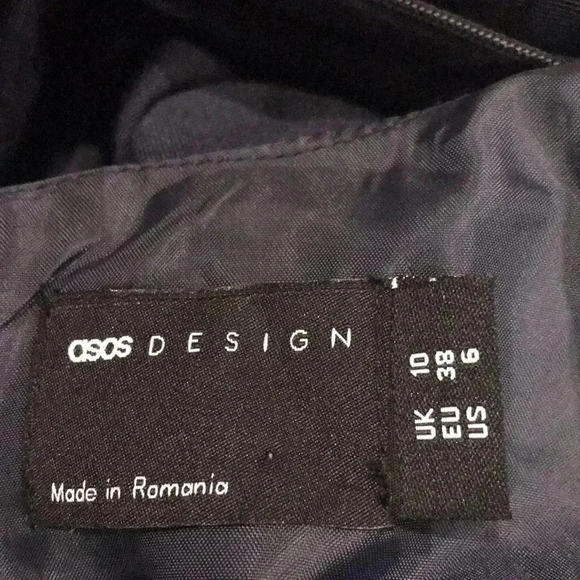 asos DESIGN
Made in Romania
UK 10
EU 38
US 6